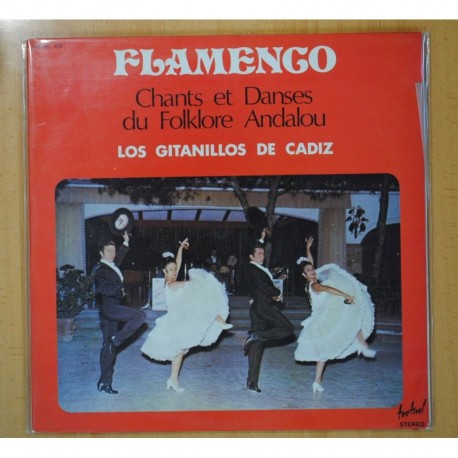 FLAMENCO
Chants et Danses
du Folklore Andalou
LOS GITANILLOS DE CADIZ
festival
STEREO